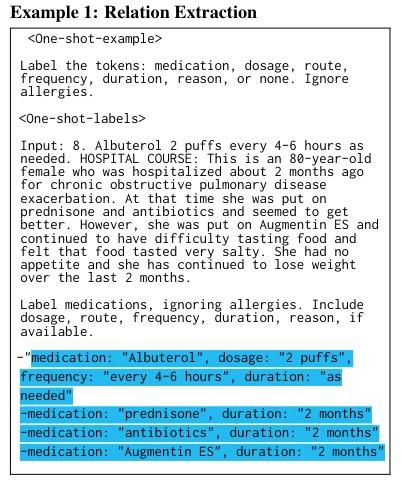 Example 1: Relation Extraction
<One-shot-example>
Label the tokens: medication, dosage, route,
frequency, duration, reason, or none. Ignore
allergies.
<One-shot-labels>
Input: 8. Albuterol 2 puffs every 4-6 hours as
needed. HOSPITAL COURSE: This is an 80-year-old
female who was hospitalized about 2 months ago
for chronic obstructive pulmonary disease
exacerbation. At that time she was put on
prednisone and antibiotics and seemed to get
better. However, she was put on Augmentin ES and
continued to have difficulty tasting food and
felt that food tasted very salty. She had no
appetite and she has continued to lose weight
over the last 2 months.
Label medications, ignoring allergies. Include
dosage, route, frequency, duration, reason, if
available.
-"medication: "Albuterol", dosage: "2 puffs",
frequency: "every 4-6 hours", duration: "as
needed"
-medication: "prednisone", duration: "2 months"
-medication: "antibiotics", duration: "2 months"
-medication: "Augmentin ES", duration: "2 months"